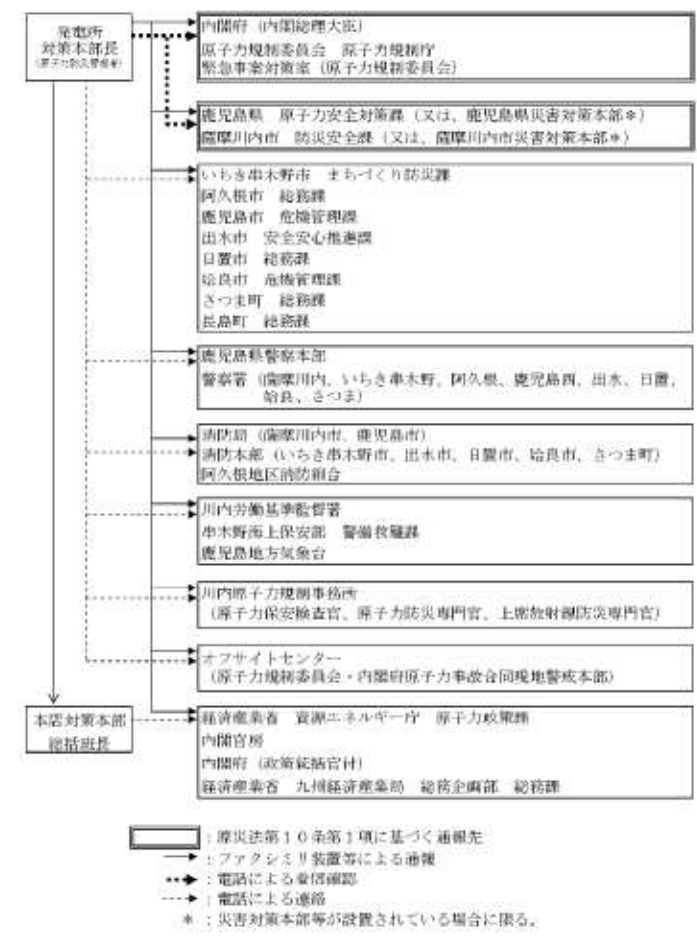 発電所
対策本部長
(原子力防災管理者)
内閣府(内閣総理大臣)
原子力規制委員会 原子力規制庁
緊急事案対策室(原子力規制委員会)
鹿児島県 原子力安全対策課(又は、鹿児島県災害対策本部*)
薩摩川内市 防災安全課(又は、薩摩川内市災害対策本部*)
いちき串木野市 まちづくり防災課
阿久根市 総務課
鹿児島市 危機管理課
出水市 安全安心推進課
日置市 総務課
姶良市 危機管理課
さつま町 総務課
長島町 総務課
鹿児島県警察本部
警察署(薩摩川内、いちき串木野、阿久根、鹿児島西、出水、日置、
姶良、さつま)
消防局(薩摩川内市、鹿児島市)
消防本部(いちき串木野市、出水市、日置市、姶良市、さつま町)
阿久根地区消防組合
川内労働基準監督署
串木野海上保安部 警備救難課
鹿児島地方気象台
川内原子力規制事務所
(原子力保安検査官、原子力防災専門官、上席放射線防災専門官)
オフサイトセンター
(原子力規制委員会・内閣府原子力事故合同現地警戒本部)
本店対策本部
総括班長
経済産業省 資源エネルギー庁 原子力政策課
内閣官房
内閣府(政策統括官付)
経済産業省 九州経済産業局 総務企画部 総務課
:原災法第10条第1項に基づく通報先
:ファクシミリ装置等による通報
:電話による着信確認
:電話による連絡
*:災害対策本部等が設置されている場合に限る。